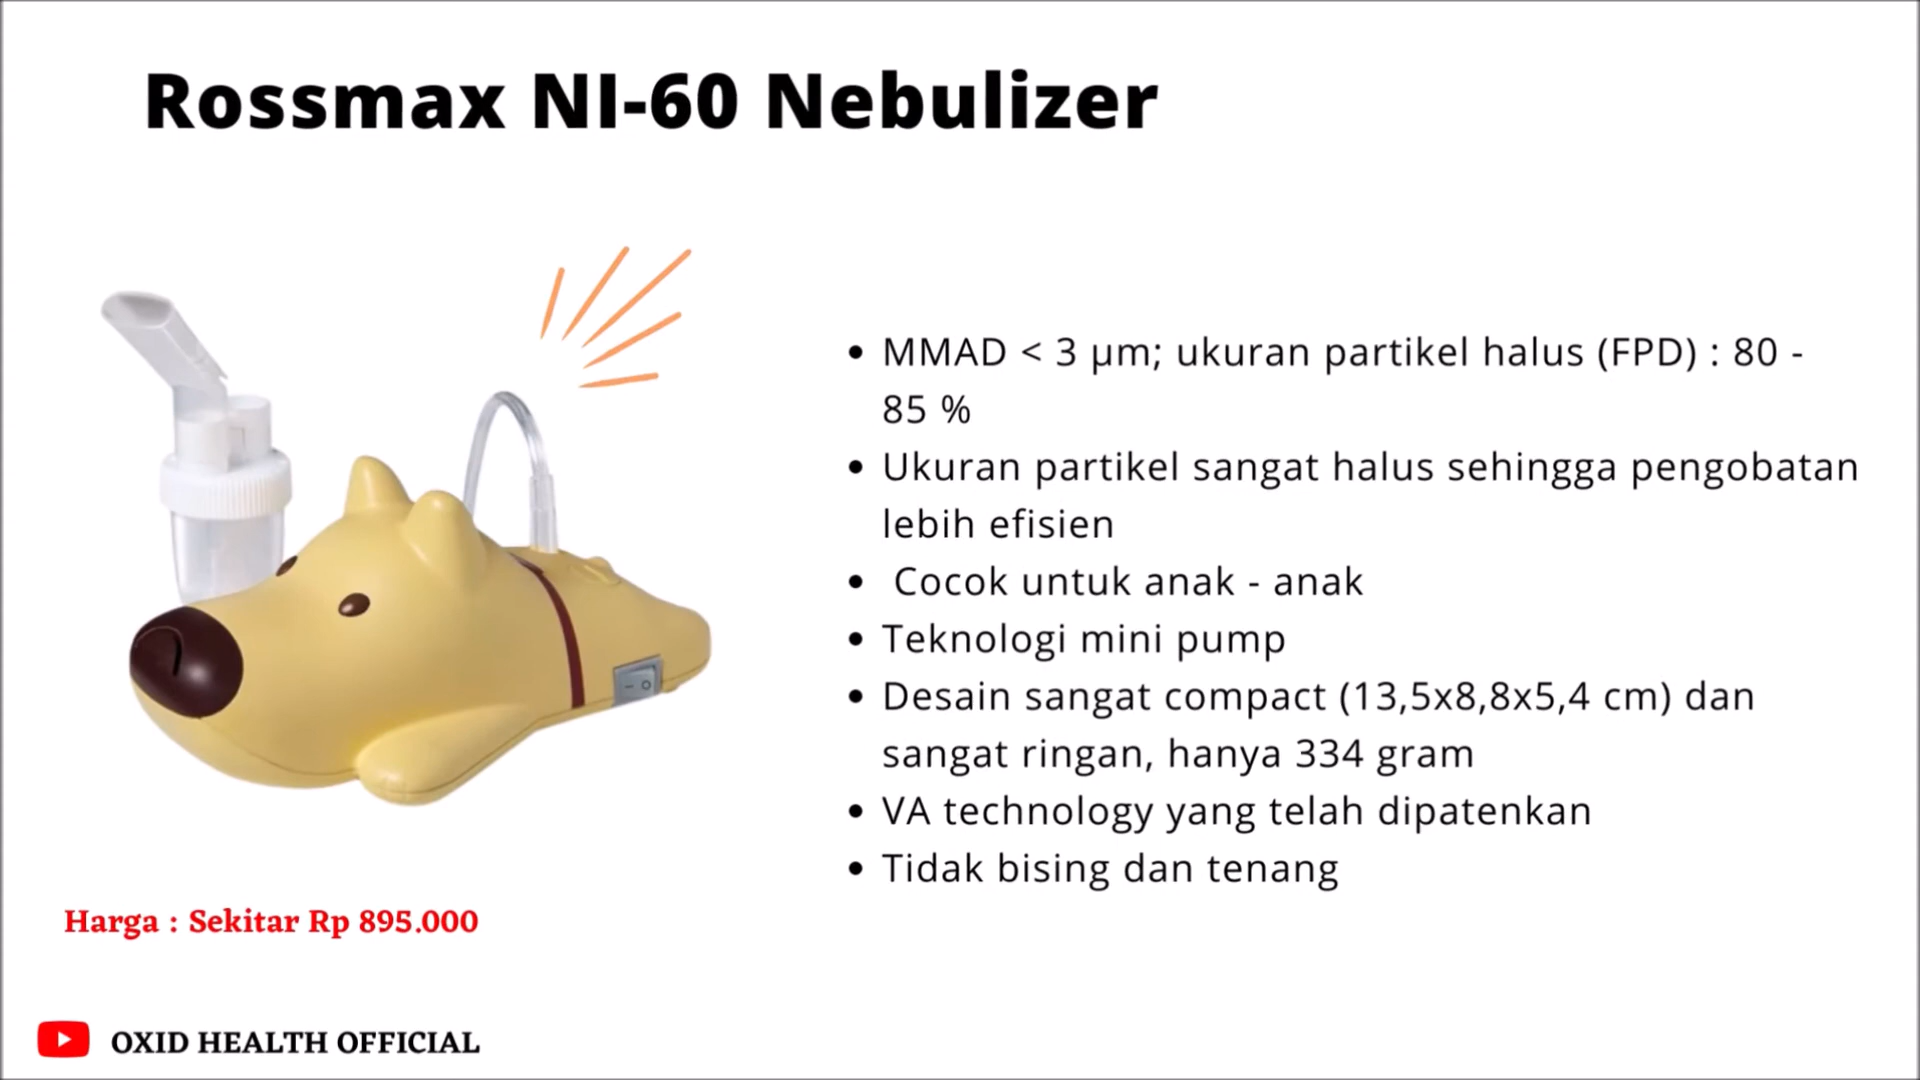 Rossmax NI-60 Nebulizer
• MMAD < 3 µm; ukuran partikel halus (FPD) : 80 -
85 %
• Ukuran partikel sangat halus sehingga pengobatan
lebih efisien
• Cocok untuk anak - anak
• Teknologi mini pump
• Desain sangat compact (13,5x8,8x5,4 cm) dan
sangat ringan, hanya 334 gram
• VA technology yang telah dipatenkan
• Tidak bising dan tenang
Harga : Sekitar Rp 895.000
OXID HEALTH OFFICIAL